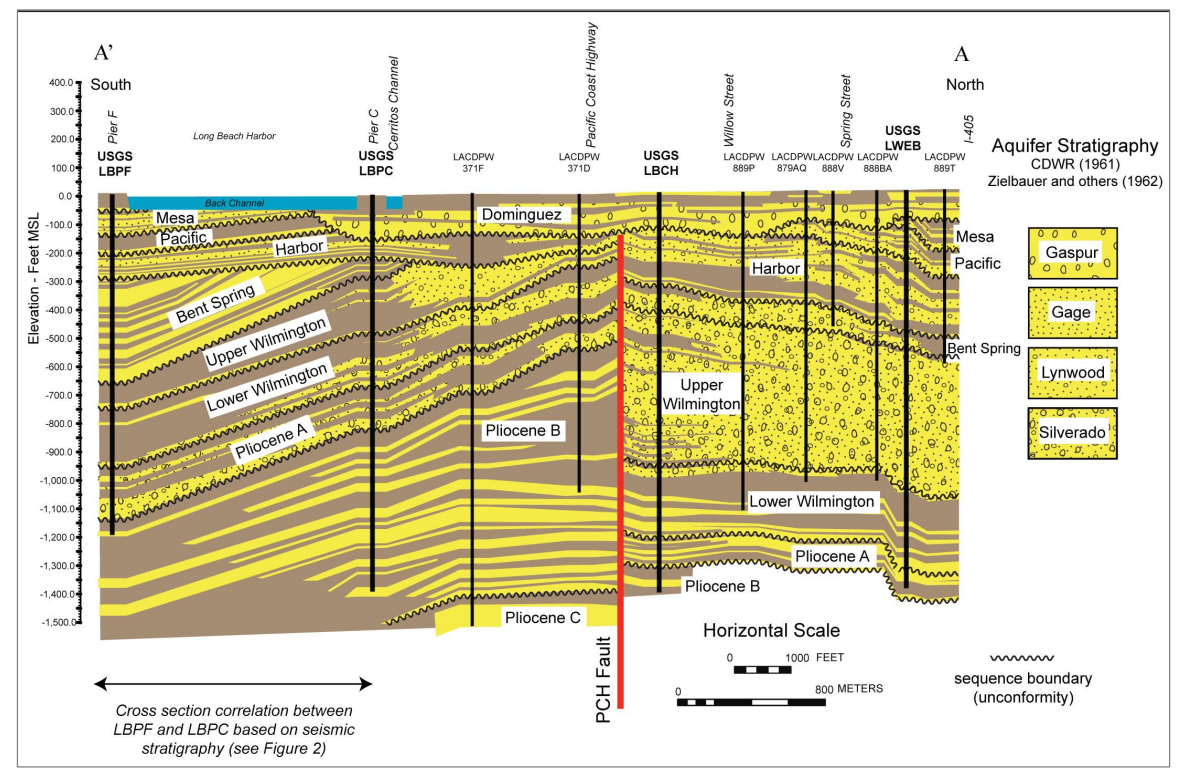 A’
A
South
North
Pier F
Long Beach Harbor
Pier C
Cerritos Channel
Pacific Coast Highway
Willow Street
Spring Street
I-405
USGS
LBPF
USGS
LBPC
LACDPW
371F
LACDPW
371D
USGS
LBCH
LACDPW
889P
LACDPW
879AQ
LACDPW
888V
LACDPW
888BA
USGS
LWEB
LACDPW
889T
Elevation - Feet MSL
400.0
300.0
200.0
100.0
0.0
-100.0
-200.0
-300.0
-400.0
-500.0
-600.0
-700.0
-800.0
-900.0
-1,000.0
-1,100.0
-1,200.0
-1,300.0
-1,400.0
-1,500.0
Back Channel
Mesa
Pacific
Harbor
Bent Spring
Upper Wilmington
Lower Wilmington
Pliocene A
Dominguez
Pliocene B
Pliocene C
Harbor
Upper
Wilmington
Lower Wilmington
Pliocene A
Pliocene B
Mesa
Pacific
Bent Spring
PCH Fault
Aquifer Stratigraphy
CDWR (1961)
Zielbauer and others (1962)
Gaspur
Gage
Lynwood
Silverado
Horizontal Scale
0 1000 FEET
0 800 METERS
sequence boundary
(unconformity)
Cross section correlation between
LBPF and LBPC based on seismic
stratigraphy (see Figure 2)